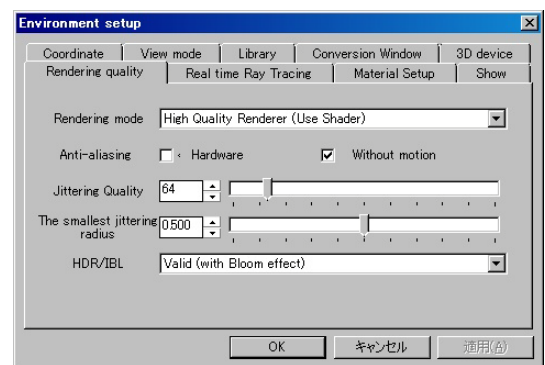 Environment setup
Coordinate View mode Library Conversion Window 3D device
Rendering quality Real time Ray Tracing Material Setup Show
Rendering mode High Quality Renderer (Use Shader)
Anti-aliasing Hardware Without motion
Jittering Quality 64
The smallest jittering
radius 0.500
HDR/IBL Valid (with Bloom effect)
OK キャンセル 適用(A)